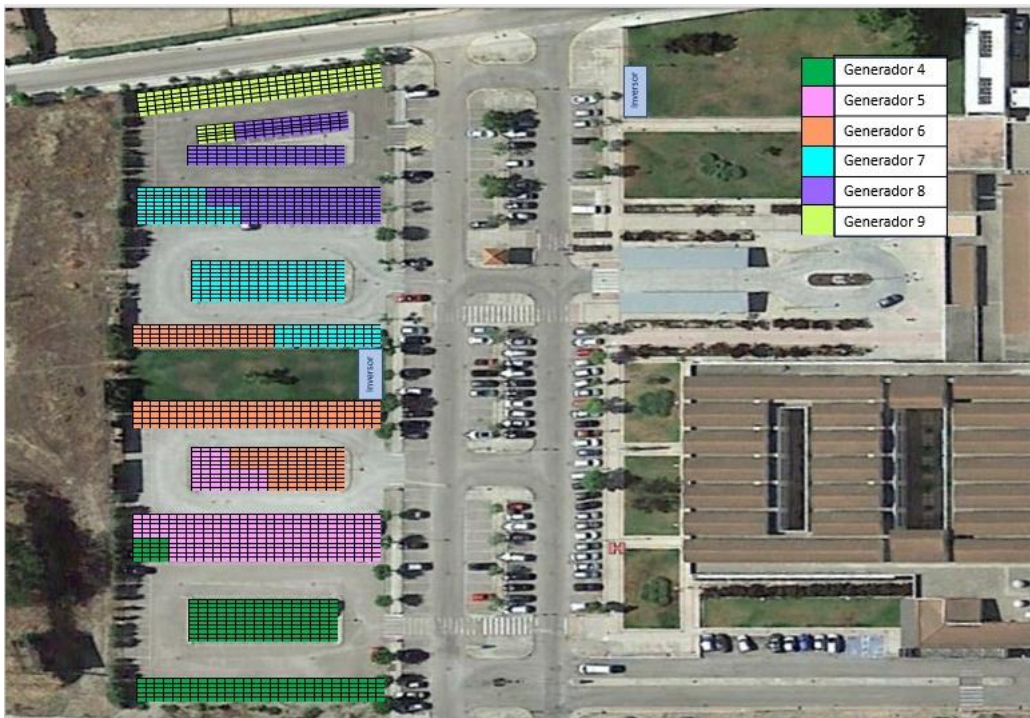 Inversor
Generador 4
Generador 5
Generador 6
Generador 7
Generador 8
Generador 9
Inversor